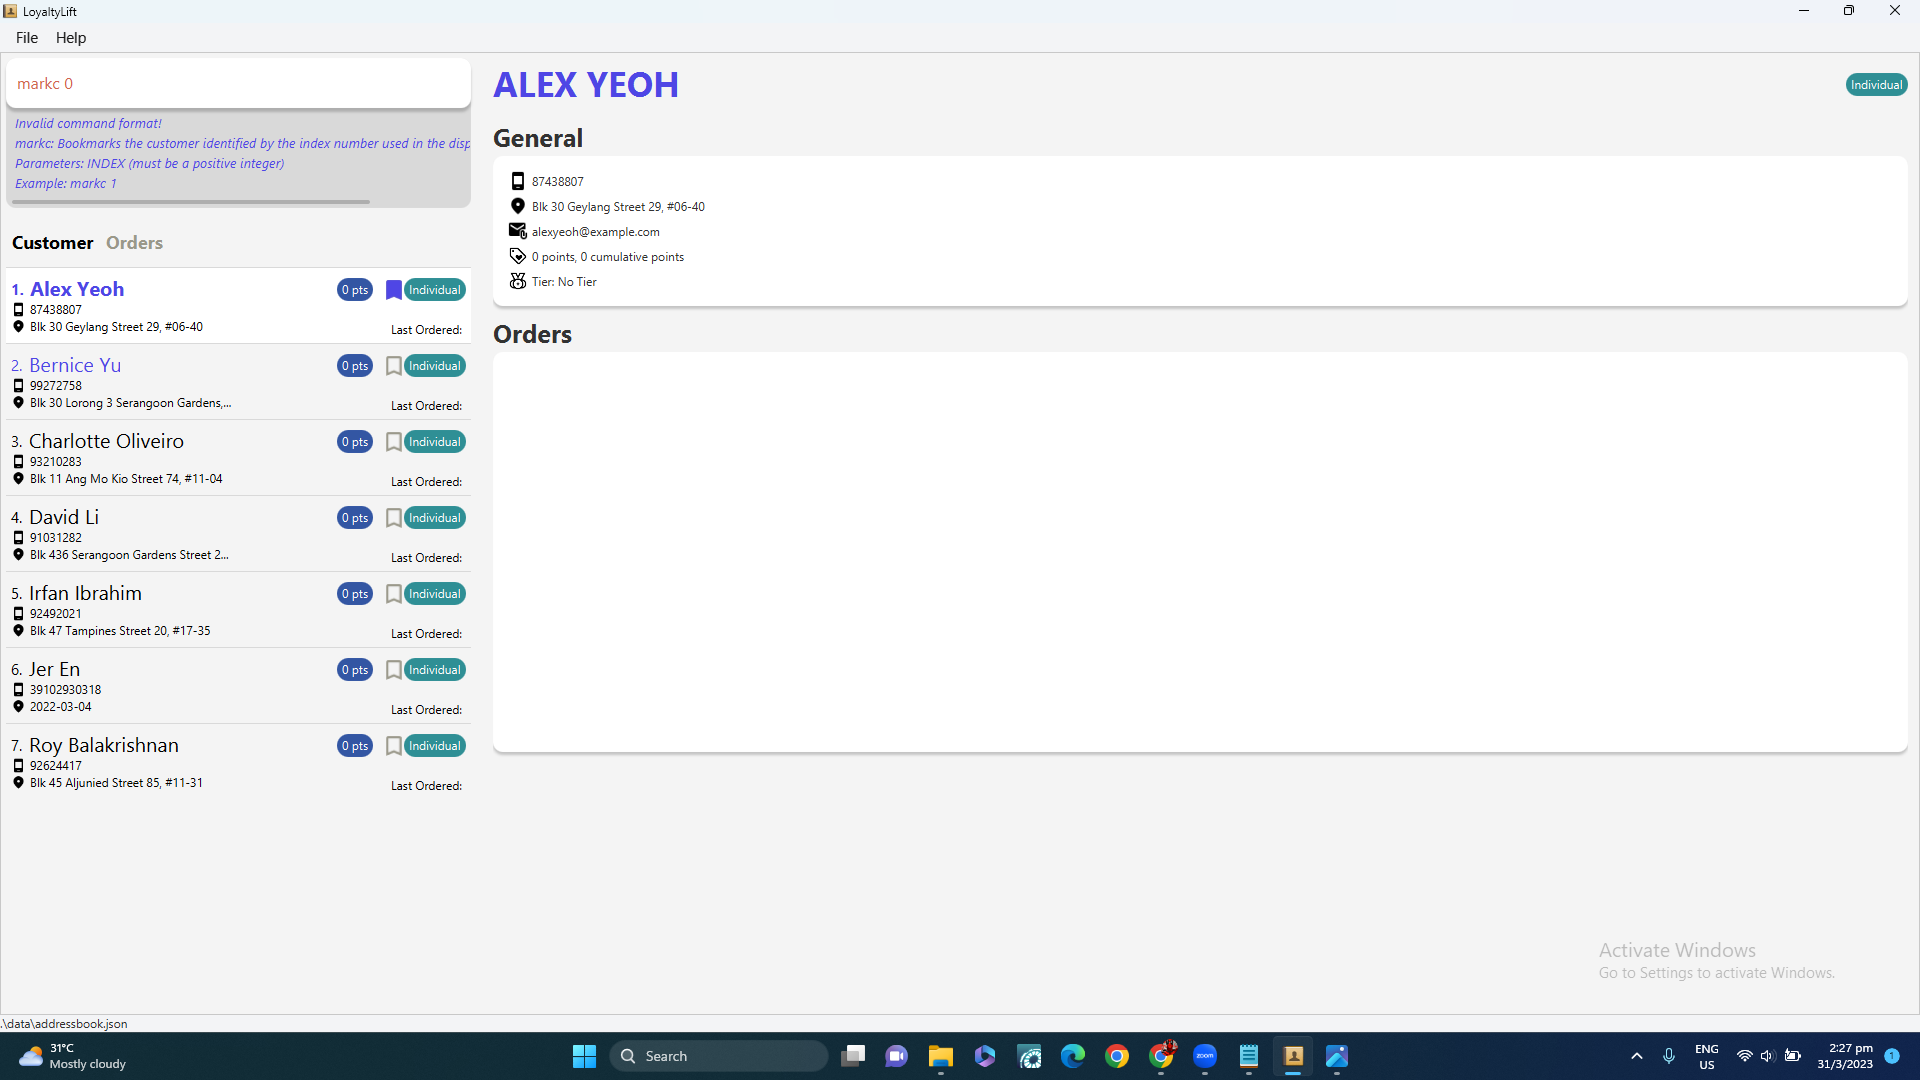 LoyaltyLift
File Help
markc 0
Invalid command format!
markc: Bookmarks the customer identified by the index number used in the disp
Parameters: INDEX (must be a positive integer)
Example: markc 1
Customer Orders
1. Alex Yeoh 0 pts Individual
87438807
Blk 30 Geylang Street 29, #06-40
Last Ordered:
2. Bernice Yu 0 pts Individual
99272758
Blk 30 Lorong 3 Serangoon Gardens,...
Last Ordered:
3. Charlotte Oliveiro 0 pts Individual
93210283
Blk 11 Ang Mo Kio Street 74, #11-04
Last Ordered:
4. David Li 0 pts Individual
91031282
Blk 436 Serangoon Gardens Street 2...
Last Ordered:
5. Irfan Ibrahim 0 pts Individual
92492021
Blk 47 Tampines Street 20, #17-35
Last Ordered:
6. Jer En 0 pts Individual
39102930318
2022-03-04
Last Ordered:
7. Roy Balakrishnan 0 pts Individual
92624417
Blk 45 Aljunied Street 85, #11-31
Last Ordered:
ALEX YEOH Individual
General
87438807
Blk 30 Geylang Street 29, #06-40
alexyeoh@example.com
0 points, 0 cumulative points
Tier: No Tier
Orders
Activate Windows
Go to Settings to activate Windows.
.\data\addressbook.json
31°C
Mostly cloudy
Search
zoom
ENG
US
2:27 pm
31/3/2023
1